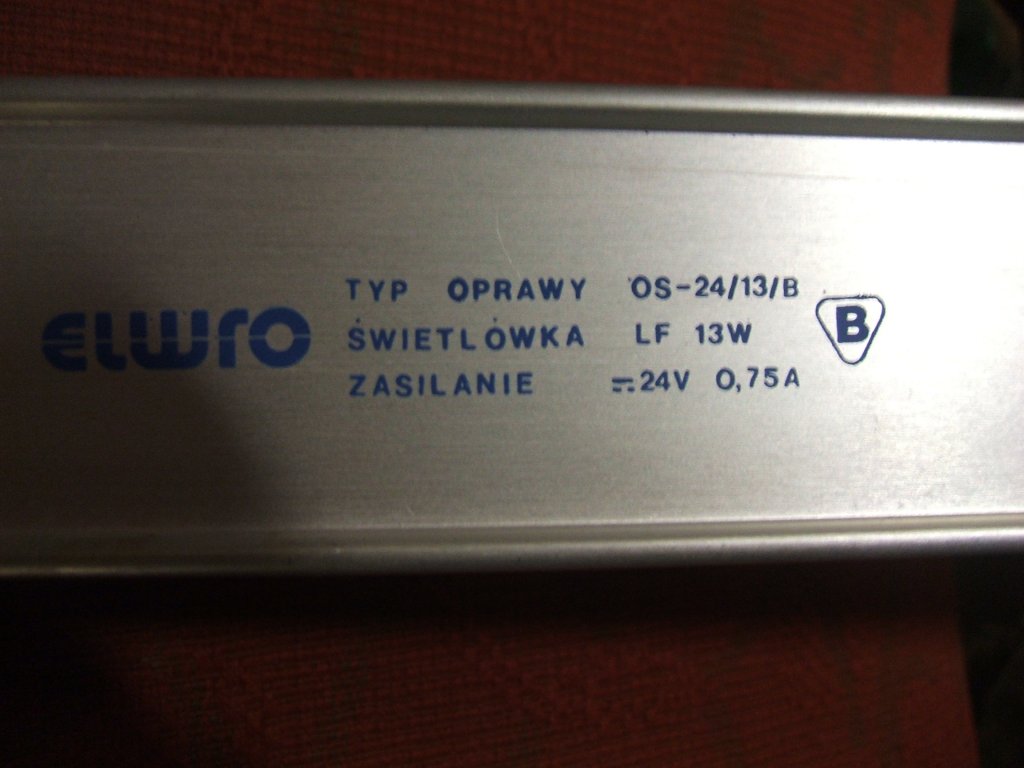 ELWRO
TYP OPRAWY OS-24/13/B
ŚWIETLÓWKA LF 13W
ZASILANIE ⎓24V 0,75A
B